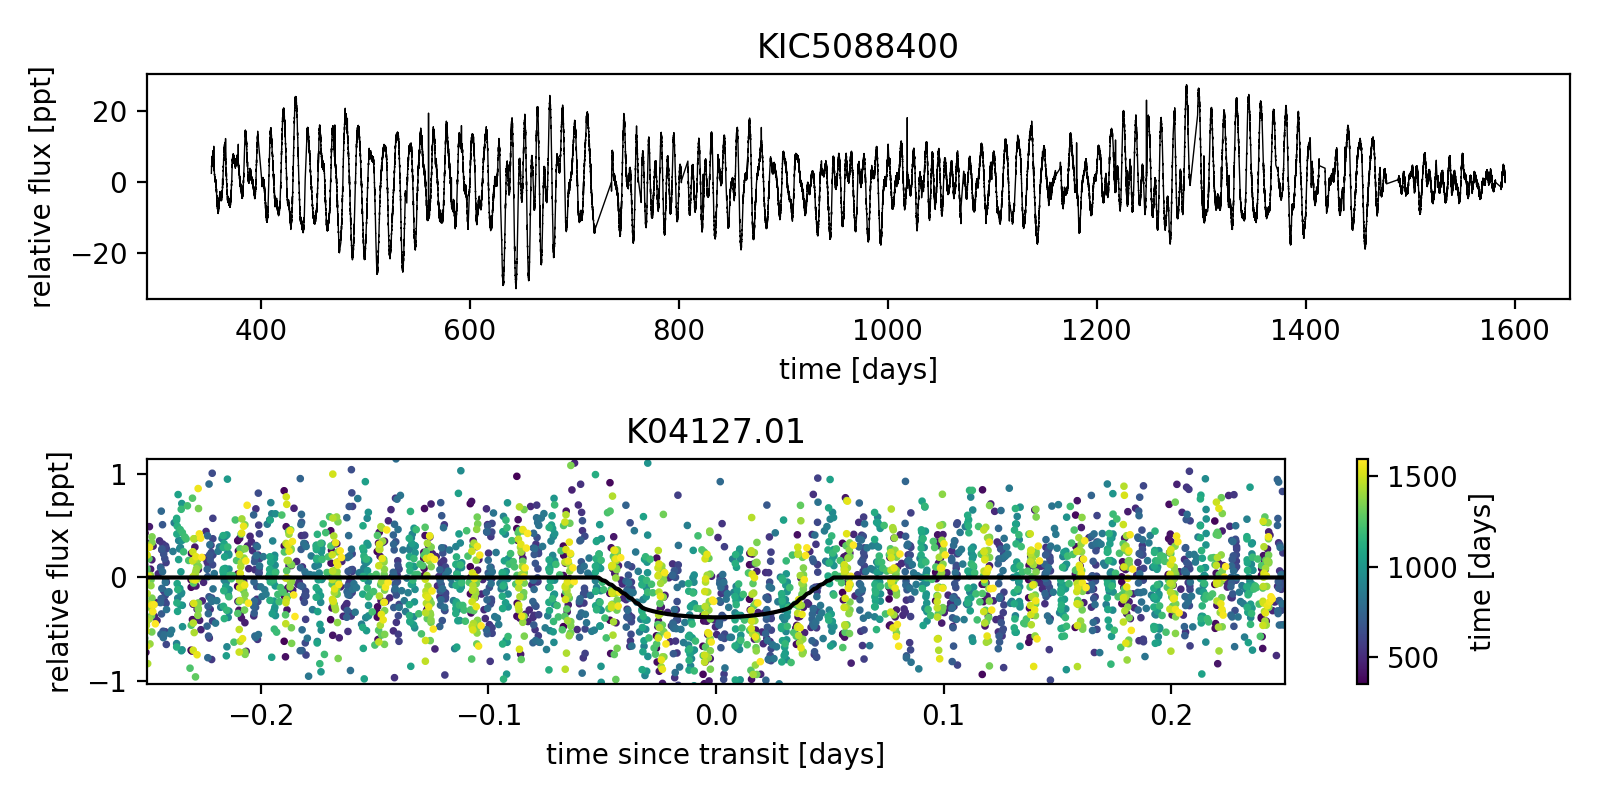 KIC5088400
relative flux [ppt]
20
0
−20
400 600 800 1000 1200 1400 1600
time [days]
K04127.01
relative flux [ppt]
1
0
−1
−0.2 −0.1 0.0 0.1 0.2
time since transit [days]
1500
1000
500
time [days]